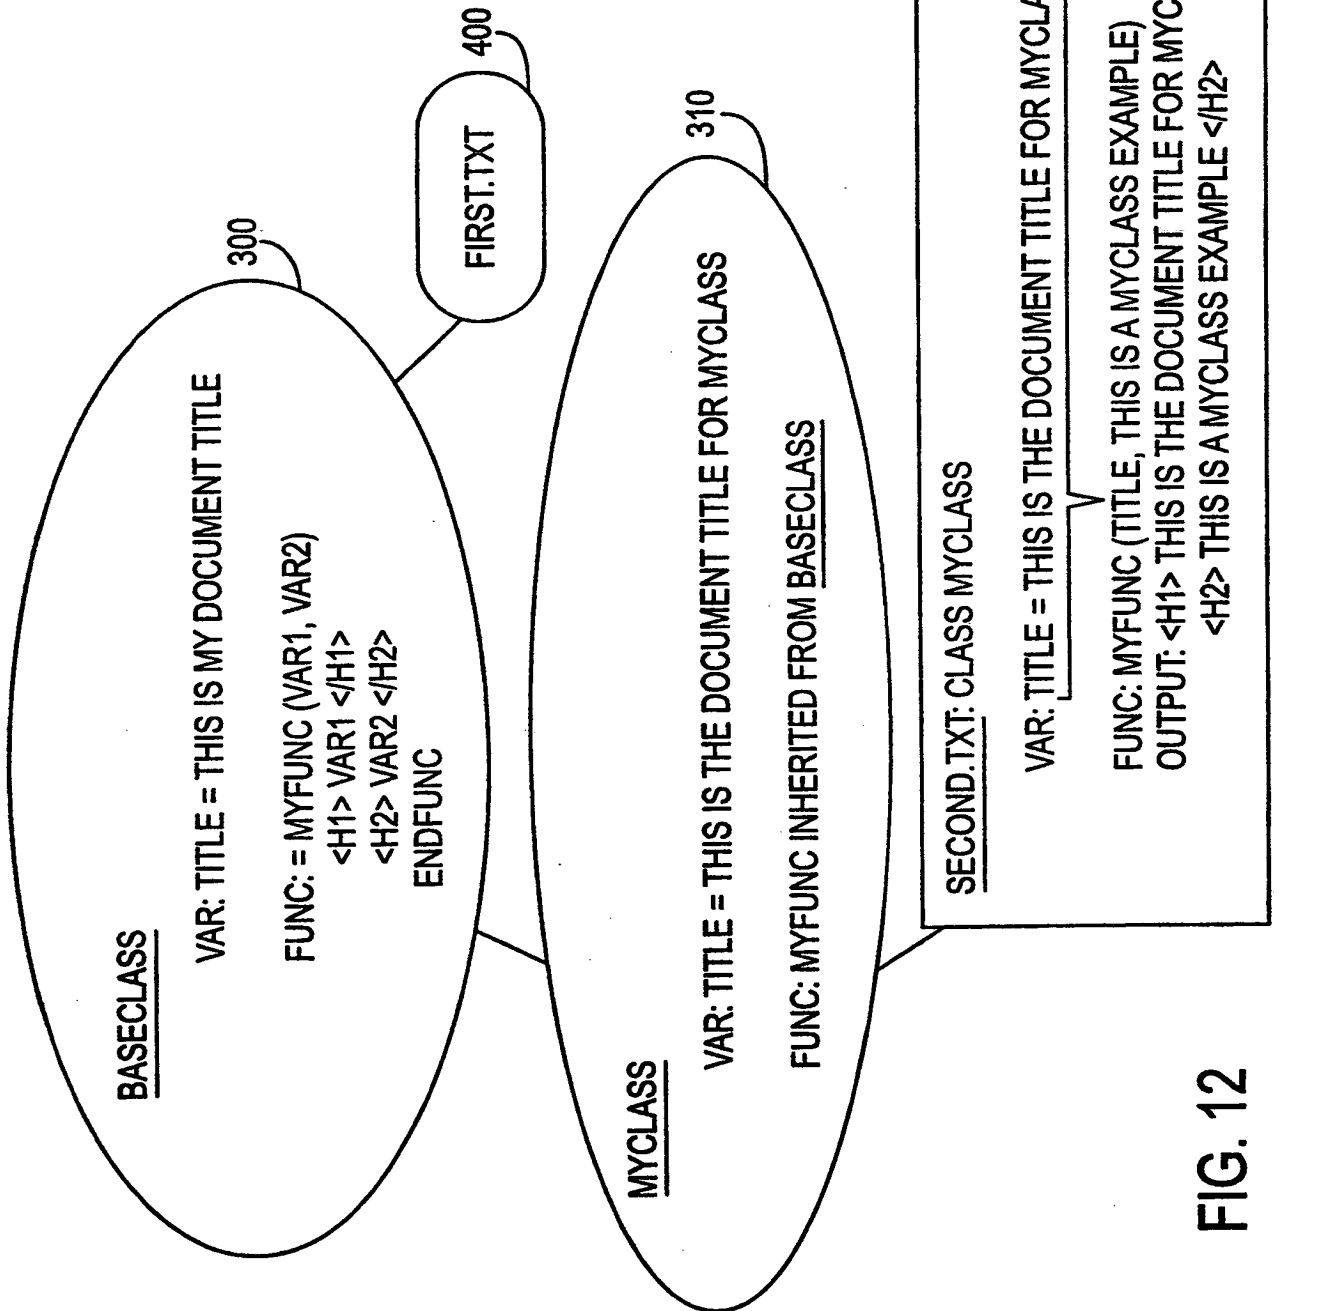 BASECLASS
300
VAR: TITLE = THIS IS MY DOCUMENT TITLE
FUNC: = MYFUNC (VAR1, VAR2)
<H1> VAR1 </H1>
<H2> VAR2 </H2>
ENDFUNC
400
FIRST.TXT
MYCLASS
310
VAR: TITLE = THIS IS THE DOCUMENT TITLE FOR MYCLASS
FUNC: MYFUNC INHERITED FROM BASECLASS
SECOND.TXT: CLASS MYCLASS
VAR: TITLE = THIS IS THE DOCUMENT TITLE FOR
FUNC: MYFUNC (TITLE, THIS IS A MYCLASS EXAMPLE)
OUTPUT: <H1> THIS IS THE DOCUMENT TITLE FOR
<H2> THIS IS A MYCLASS EXAMPLE </H2>
FIG. 12